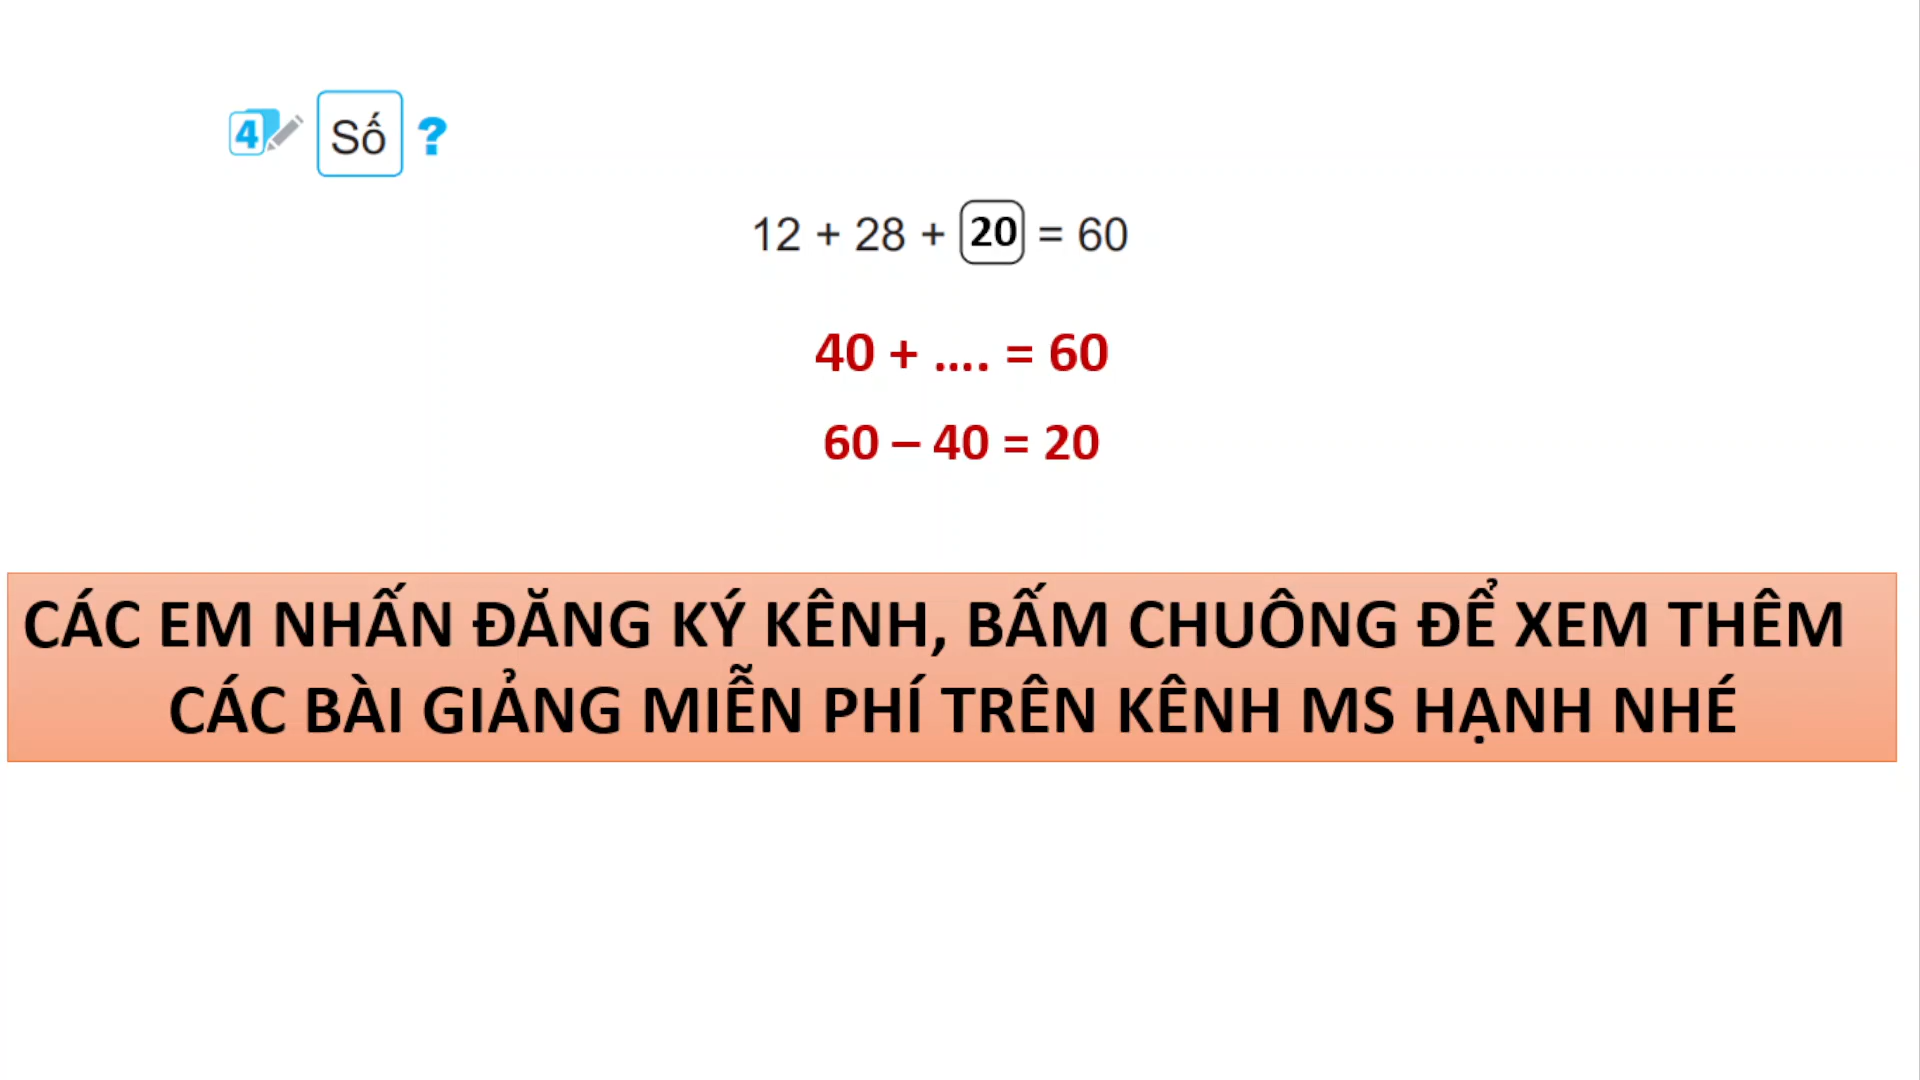 4 Số ?
12 + 28 + 20 = 60
40 + .... = 60
60 – 40 = 20
CÁC EM NHẤN ĐĂNG KÝ KÊNH, BẤM CHUÔNG ĐỂ XEM THÊM
CÁC BÀI GIẢNG MIỄN PHÍ TRÊN KÊNH MS HẠNH NHÉ